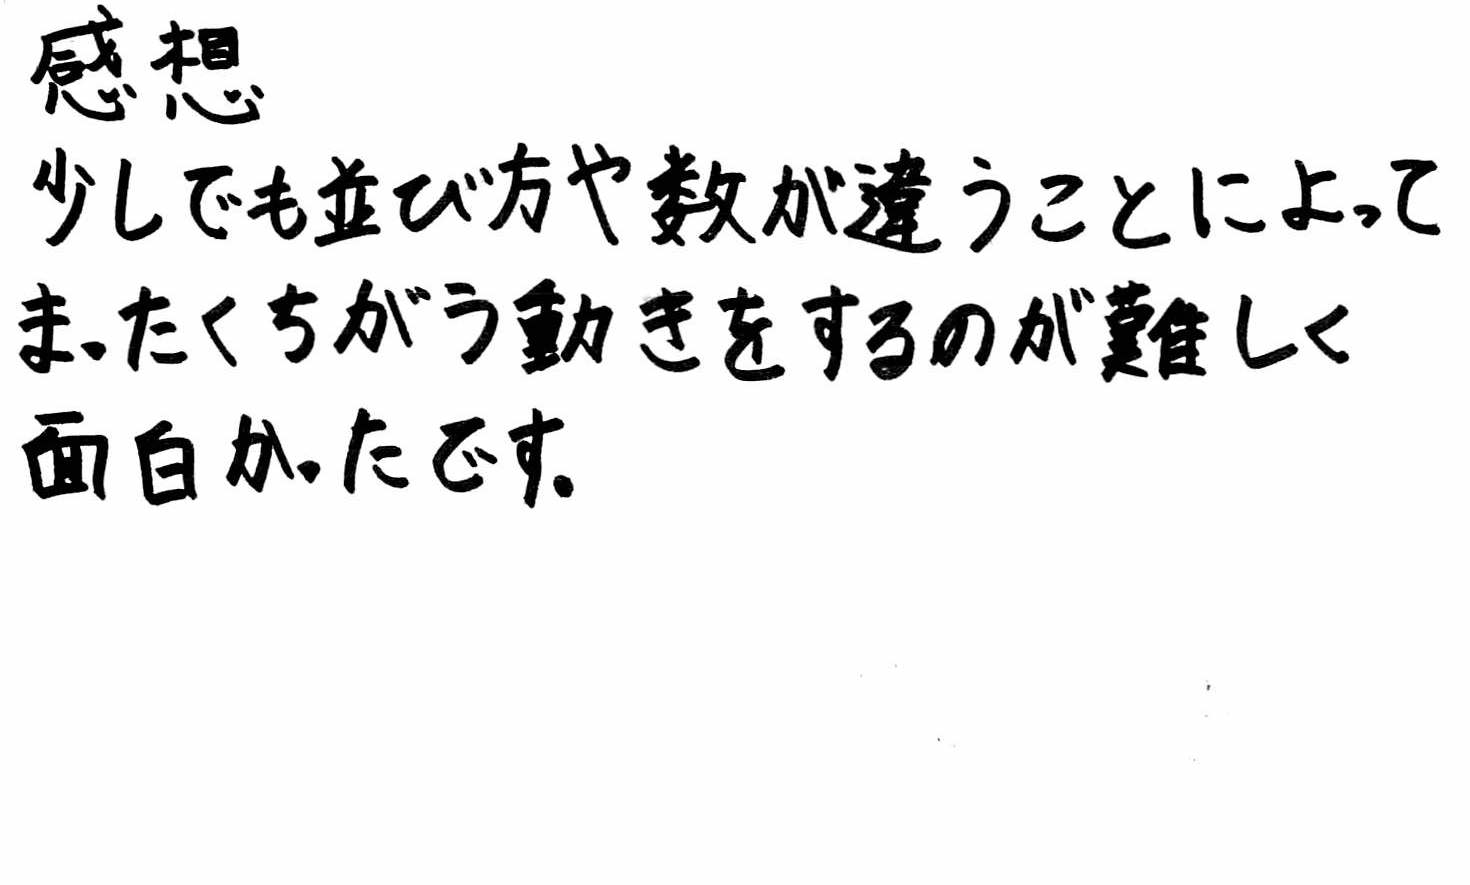 感想
少しでも並び方や数が違うことによって
まったくちがう動きをするのが難しく
面白かったです。